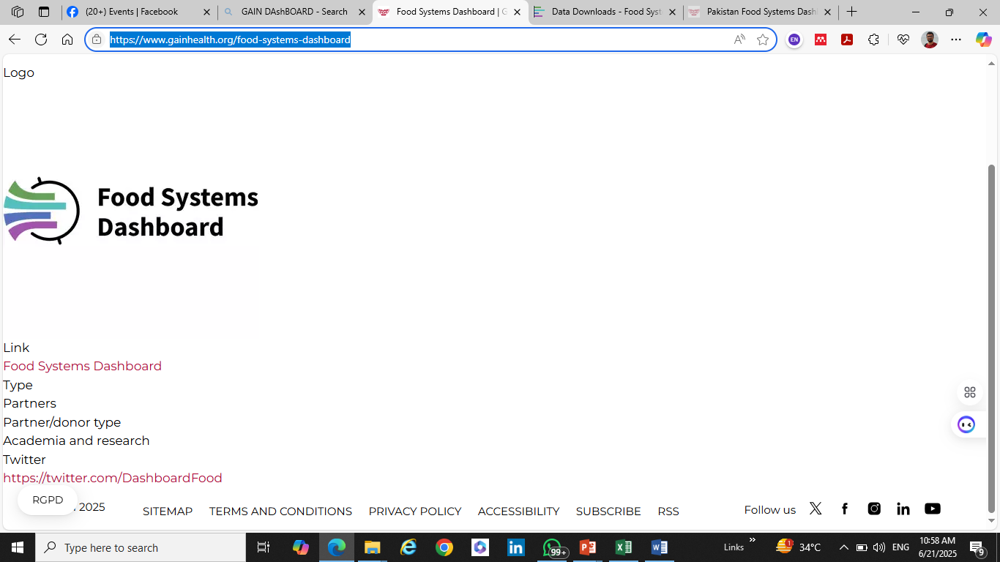 (20+) Events | Facebook
GAIN DAshBOARD - Search
Food Systems Dashboard | G
Data Downloads - Food Syst
Pakistan Food Systems Dash
https://www.gainhealth.org/food-systems-dashboard
EN
Logo
Food Systems
Dashboard
Link
Food Systems Dashboard
Type
Partners
Partner/donor type
Academia and research
Twitter
https://twitter.com/DashboardFood
RGPD
2025
SITEMAP
TERMS AND CONDITIONS
PRIVACY POLICY
ACCESSIBILITY
SUBSCRIBE
RSS
Follow us
Type here to search
99+
Links
1
34°C
ENG
10:58 AM
6/21/2025
9